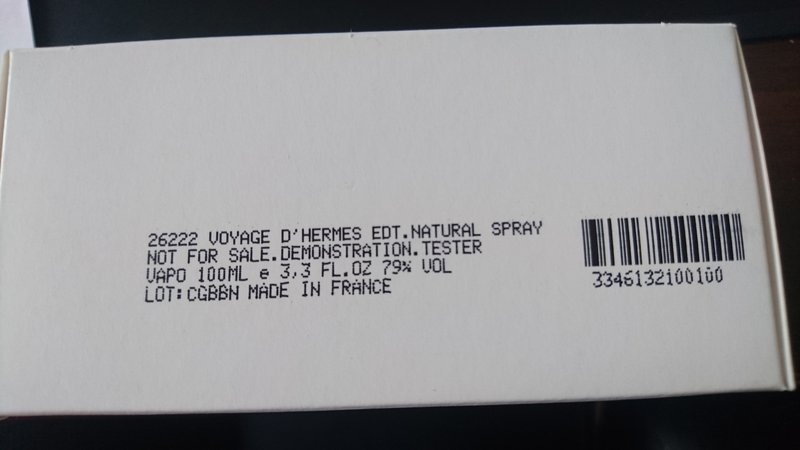 26222 VOYAGE D'HERMES EDT.NATURAL SPRAY
NOT FOR SALE.DEMONSTRATION.TESTER
VAPO 100ML e 3,3 FL.OZ 79% VOL
LOT:CGBBN MADE IN FRANCE
3346132100100